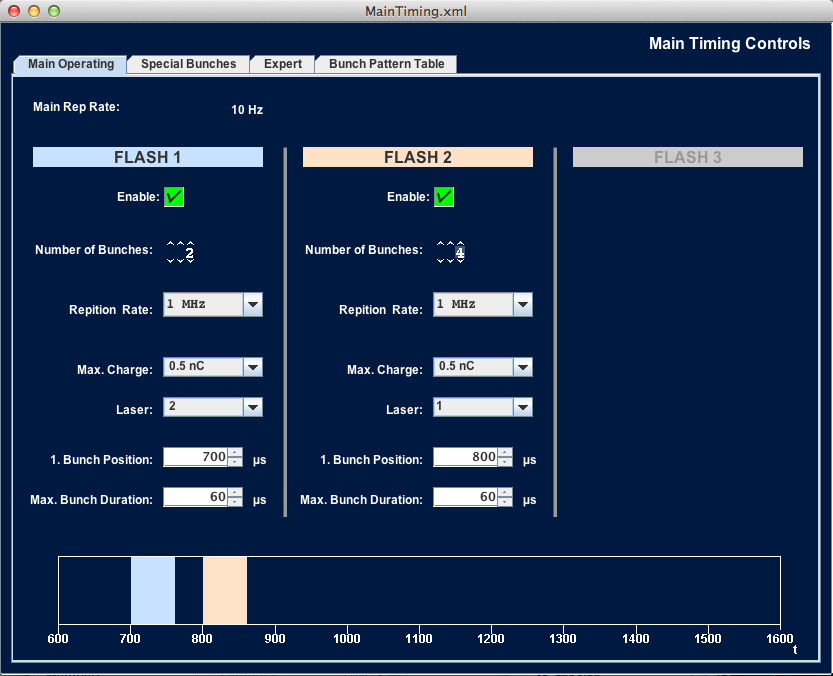 MainTiming.xml
Main Timing Controls
Main Operating Special Bunches Expert Bunch Pattern Table
Main Rep Rate: 10 Hz
FLASH 1 FLASH 2 FLASH 3
Enable: Enable:
Number of Bunches: 2 Number of Bunches: 4
Repition Rate: 1 MHz Repition Rate: 1 MHz
Max. Charge: 0.5 nC Max. Charge: 0.5 nC
Laser: 2 Laser: 1
1. Bunch Position: 700 µs 1. Bunch Position: 800 µs
Max. Bunch Duration: 60 µs Max. Bunch Duration: 60 µs
600 700 800 900 1000 1100 1200 1300 1400 1500 1600
t